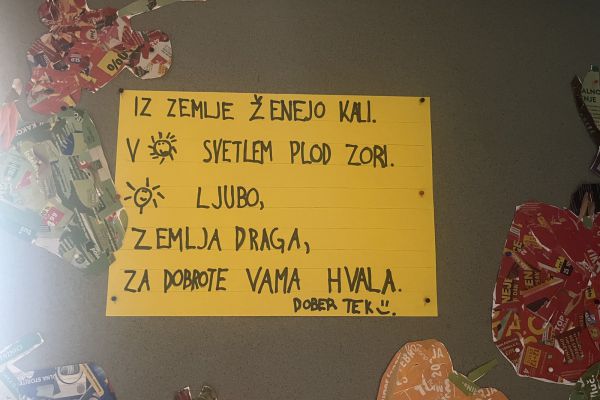 IZ ZEMLJE ŽENEJO KALI.
V SVETLEM PLOD ZORI.
LJUBO,
ZEMLJA DRAGA,
ZA DOBROTE VAMA HVALA.
DOBER TEK